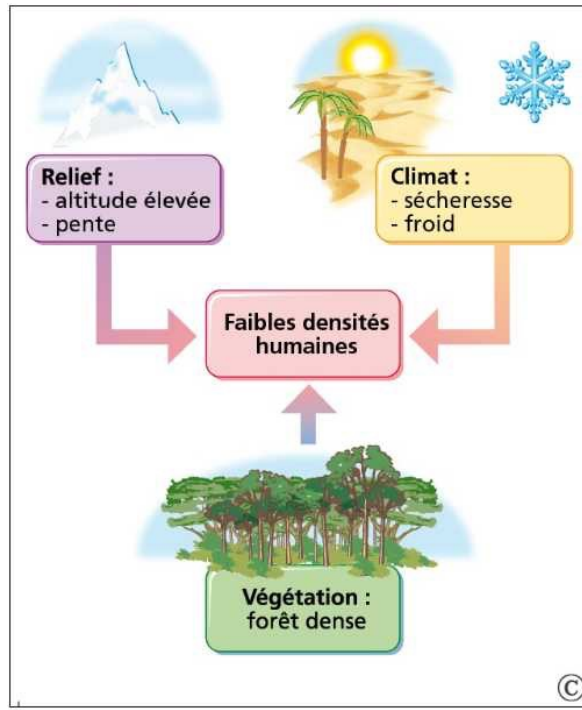 Relief :
- altitude élevée
- pente
Climat :
- sécheresse
- froid
Faibles densités
humaines
Végétation :
forêt dense
©